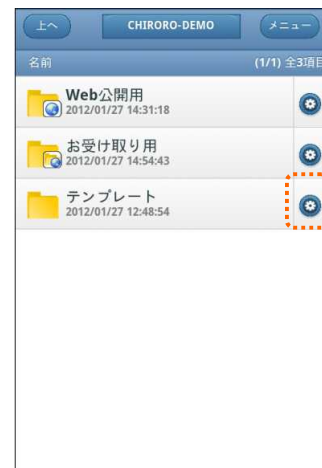 上へ CHIRORO-DEMO メニュー
名前 (1/1) 全3項目
Web公開用
2012/01/27 14:31:18
お受け取り用
2012/01/27 14:54:43
テンプレート
2012/01/27 12:48:54